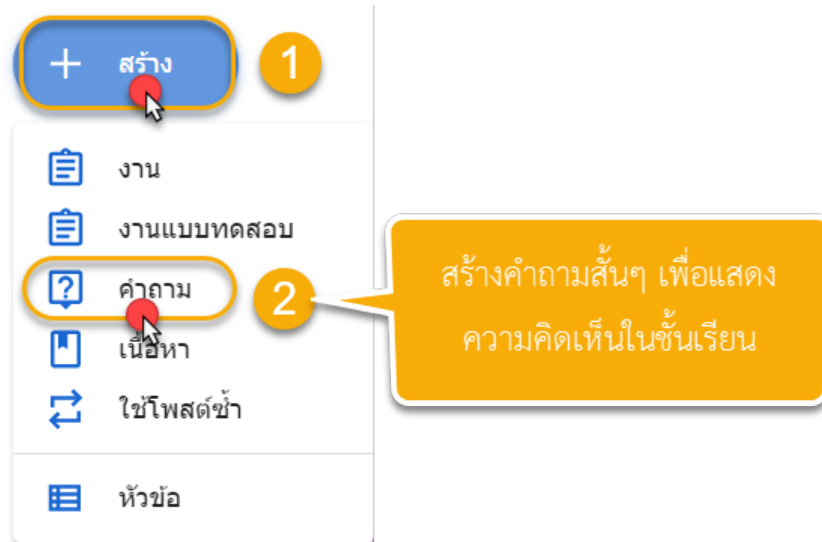 สร้าง
1
งาน
งานแบบทดสอบ
คำถาม
2
สร้างคำถามสั้นๆ เพื่อแสดง
ความคิดเห็นในชั้นเรียน
เนื้อหา
ใช้โพสต์ซ้ำ
หัวข้อ